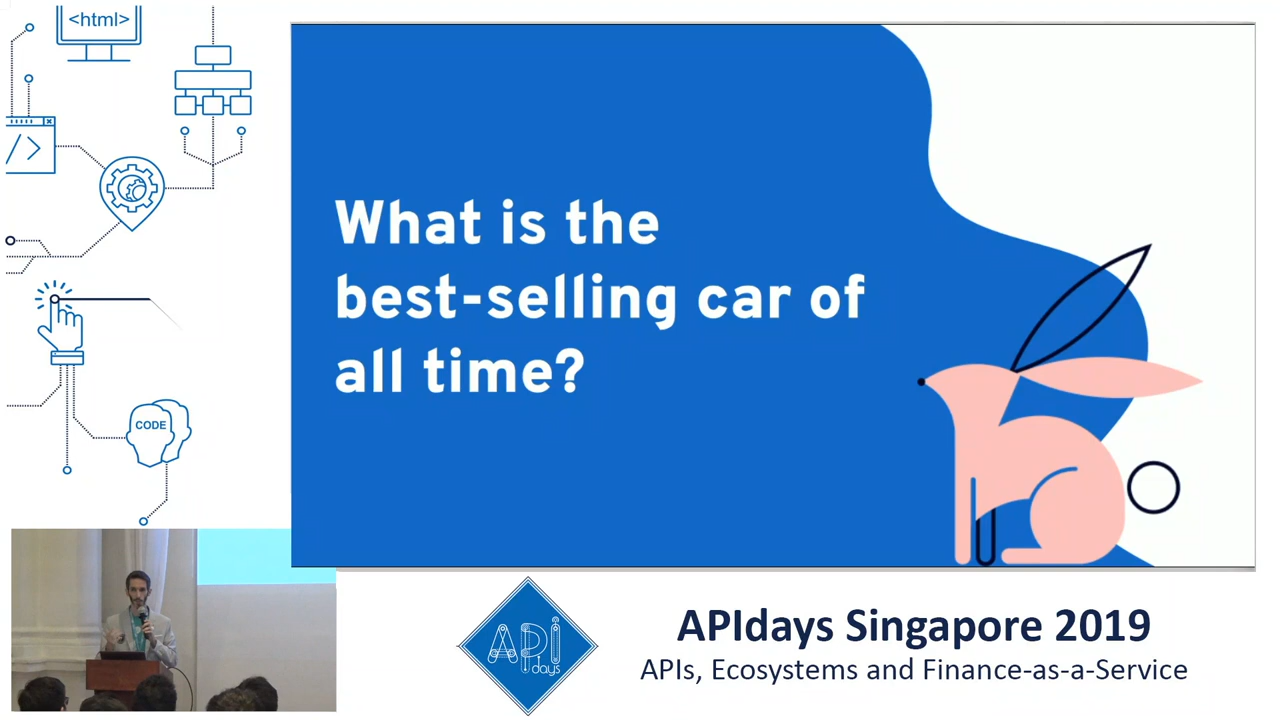 <html>
</>
CODE
What is the
best-selling car of
all time?
API
days
APIdays Singapore 2019
APIs, Ecosystems and Finance-as-a-Service